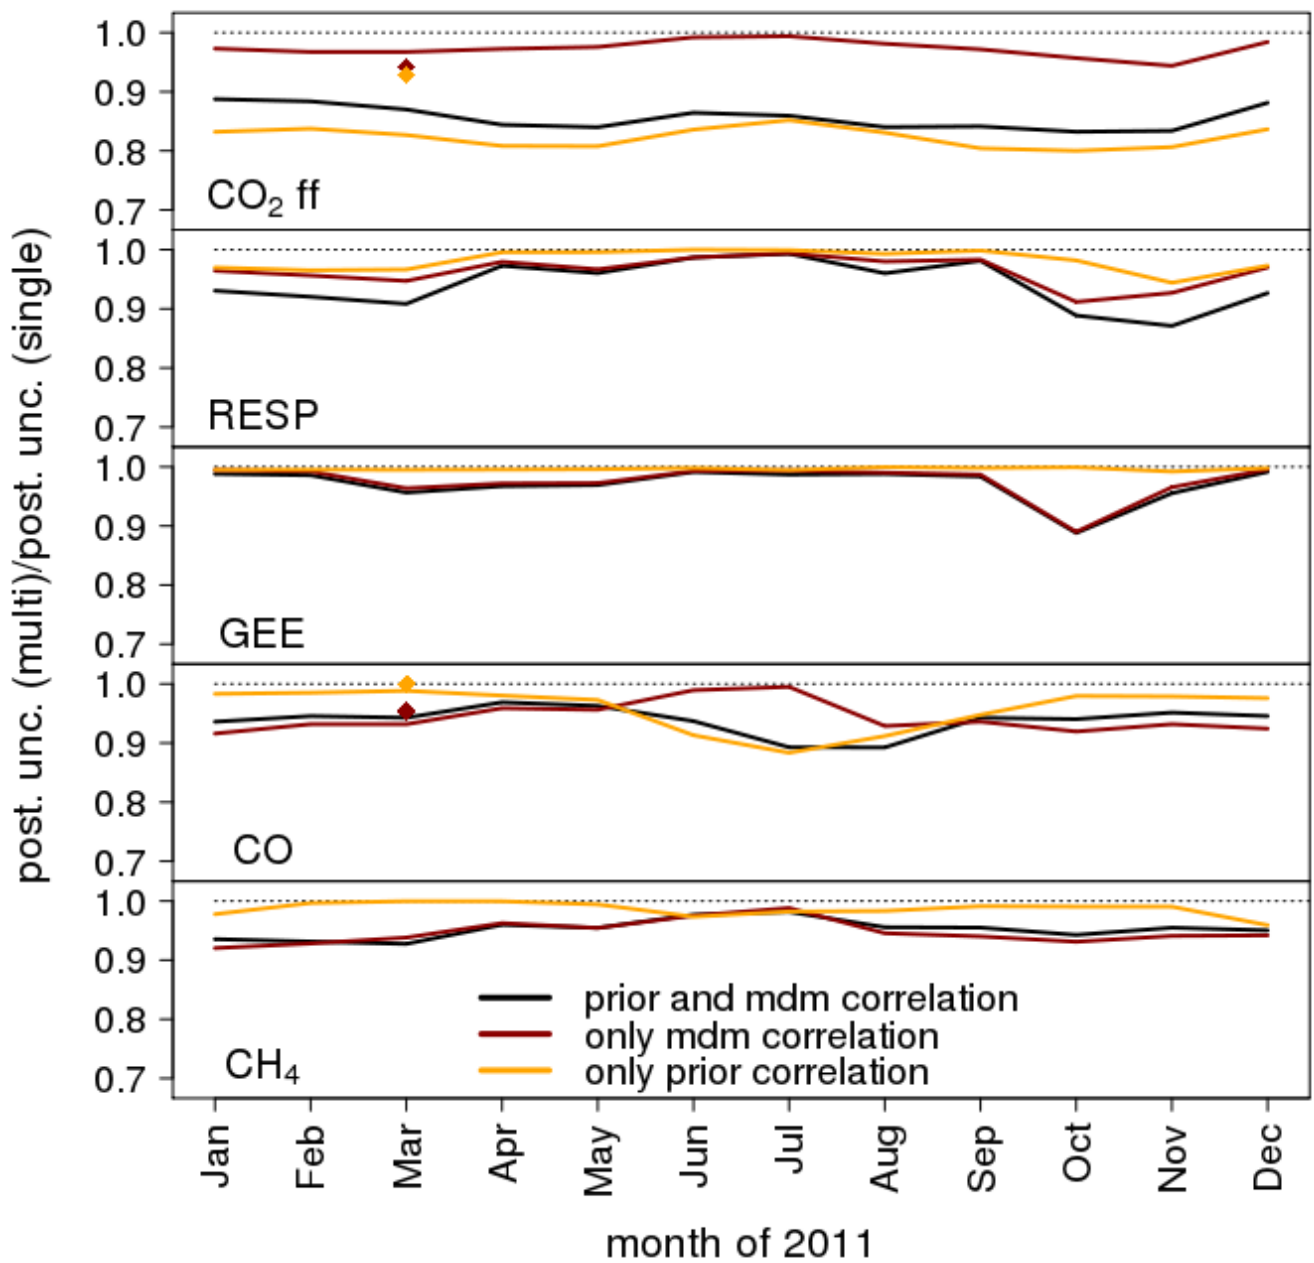 post. unc. (multi)/post. unc. (single)
1.0
0.9
0.8
0.7
CO₂ ff
1.0
0.9
0.8
0.7
RESP
1.0
0.9
0.8
0.7
GEE
1.0
0.9
0.8
0.7
CO
1.0
0.9
0.8
0.7
CH₄
prior and mdm correlation
only mdm correlation
only prior correlation
Jan
Feb
Mar
Apr
May
Jun
Jul
Aug
Sep
Oct
Nov
Dec
month of 2011